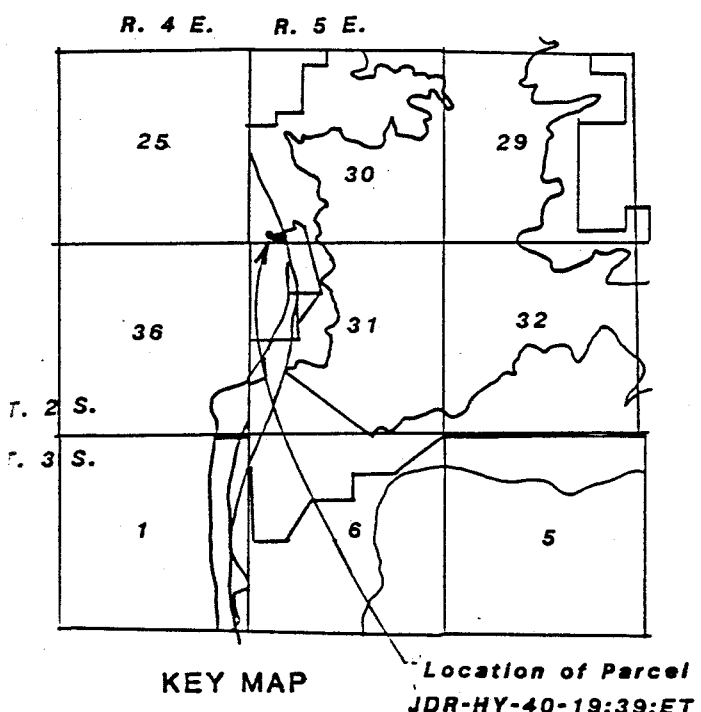 R. 4 E. R. 5 E.
25
30
29
36
31
32
T. 2 S.
T. 3 S.
1
6
5
KEY MAP
Location of Parcel
JDR-HY-40-19:39:ET